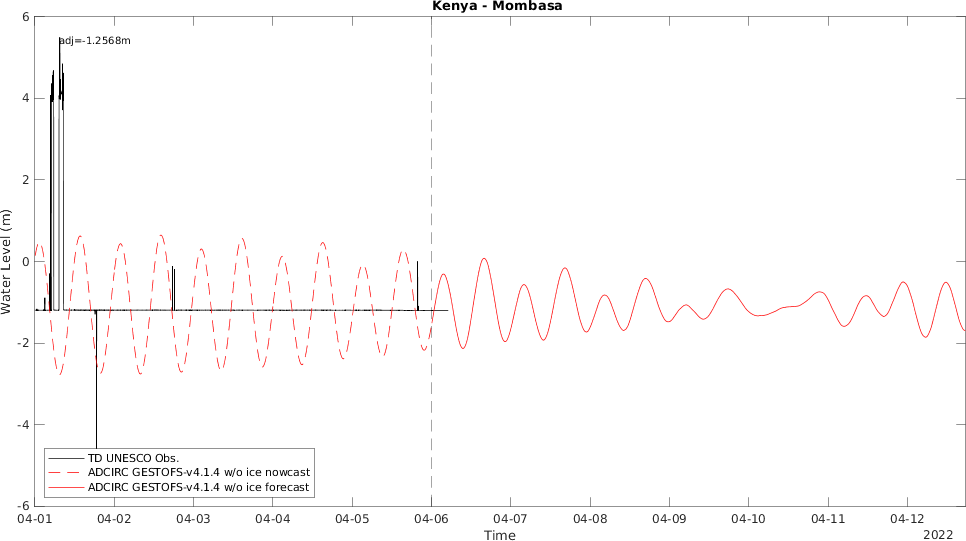 Kenya - Mombasa
adj=-1.2568m
6
4
2
0
-2
-4
-6
Water Level (m)
TD UNESCO Obs.
ADCIRC GESTOFS-v4.1.4 w/o ice nowcast
ADCIRC GESTOFS-v4.1.4 w/o ice forecast
04-01 04-02 04-03 04-04 04-05 04-06 04-07 04-08 04-09 04-10 04-11 04-12
Time
2022